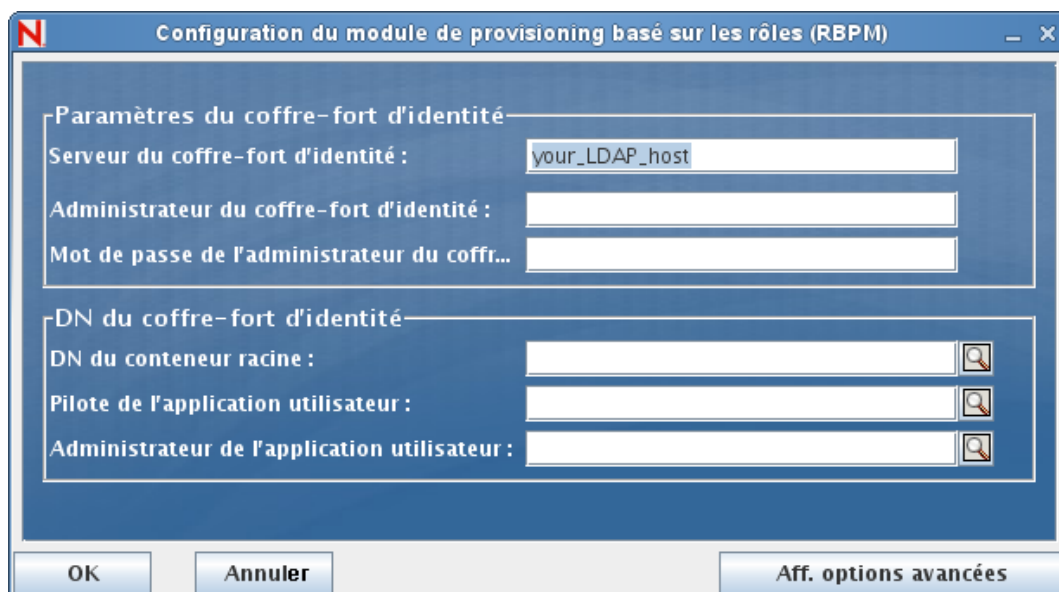 N Configuration du module de provisioning basé sur les rôles (RBPM)
Paramètres du coffre-fort d'identité
Serveur du coffre-fort d'identité : your_LDAP_host
Administrateur du coffre-fort d'identité :
Mot de passe de l'administrateur du coffr...
DN du coffre-fort d'identité
DN du conteneur racine :
Pilote de l'application utilisateur :
Administrateur de l'application utilisateur :
OK Annuler Aff. options avancées